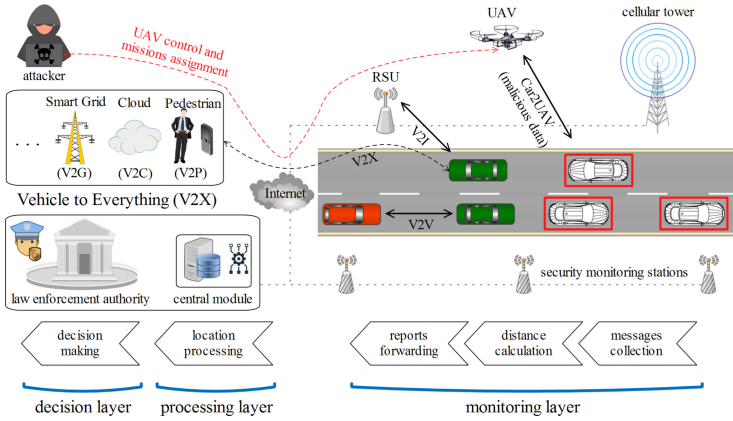 UAV control and
missions assignment
UAV
cellular tower
attacker
RSU
Smart Grid
Cloud
Pedestrian
Car2UAV
(malicious data)
V2I
. . .
(V2G)
(V2C)
(V2P)
V2X
Vehicle to Everything (V2X)
Internet
V2V
law enforcement authority
central module
security monitoring stations
decision
making
location
processing
reports
forwarding
distance
calculation
messages
collection
decision layer
processing layer
monitoring layer